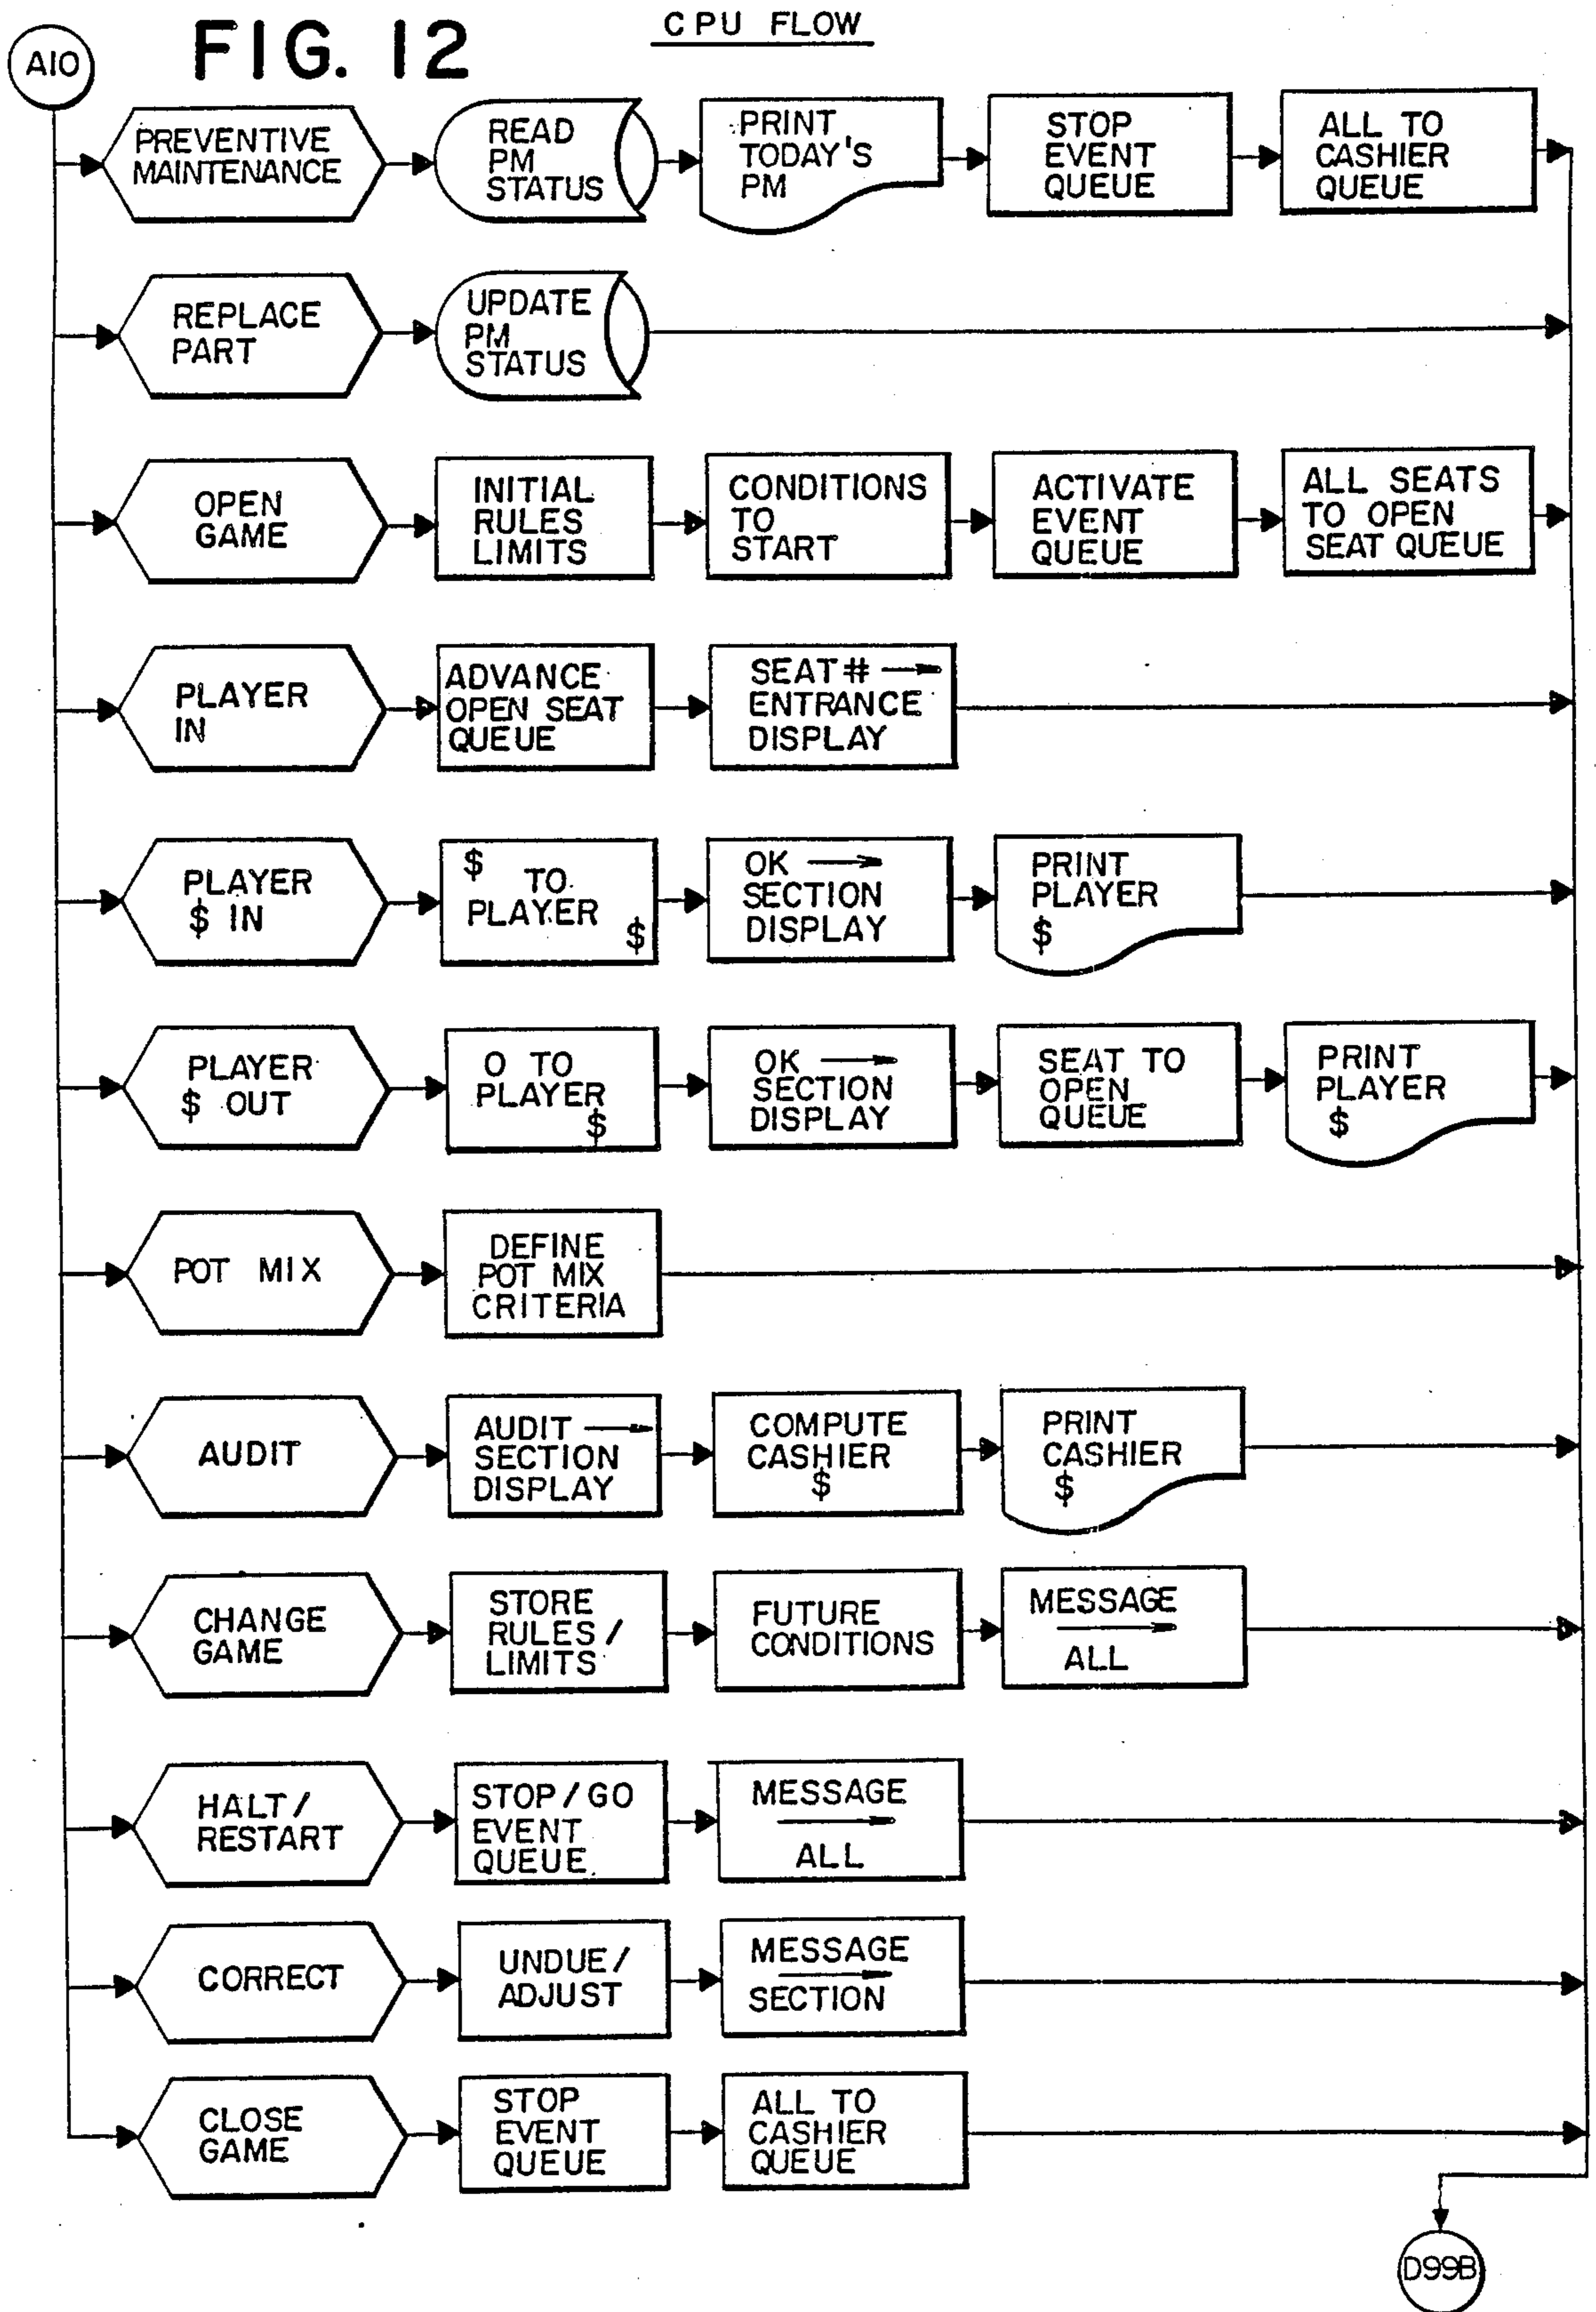 CPU FLOW
FIG. 12
A10
PREVENTIVE
MAINTENANCE
READ
PM
STATUS
PRINT
TODAY'S
PM
STOP
EVENT
QUEUE
ALL TO
CASHIER
QUEUE
REPLACE
PART
UPDATE
PM
STATUS
OPEN
GAME
INITIAL
RULES
LIMITS
CONDITIONS
TO
START
ACTIVATE
EVENT
QUEUE
ALL SEATS
TO OPEN
SEAT QUEUE
PLAYER
IN
ADVANCE
OPEN SEAT
QUEUE
SEAT# →
ENTRANCE
DISPLAY
PLAYER
$ IN
$ TO
PLAYER
$
OK →
SECTION
DISPLAY
PRINT
PLAYER
$
PLAYER
$ OUT
0 TO
PLAYER
$
OK →
SECTION
DISPLAY
SEAT TO
OPEN
QUEUE
PRINT
PLAYER
$
POT MIX
DEFINE
POT MIX
CRITERIA
AUDIT
AUDIT →
SECTION
DISPLAY
COMPUTE
CASHIER
$
PRINT
CASHIER
$
CHANGE
GAME
STORE
RULES/
LIMITS
FUTURE
CONDITIONS
MESSAGE
→
ALL
HALT/
RESTART
STOP/GO
EVENT
QUEUE
MESSAGE
→
ALL
CORRECT
UNDUE/
ADJUST
MESSAGE
→
SECTION
CLOSE
GAME
STOP
EVENT
QUEUE
ALL TO
CASHIER
QUEUE
D99B